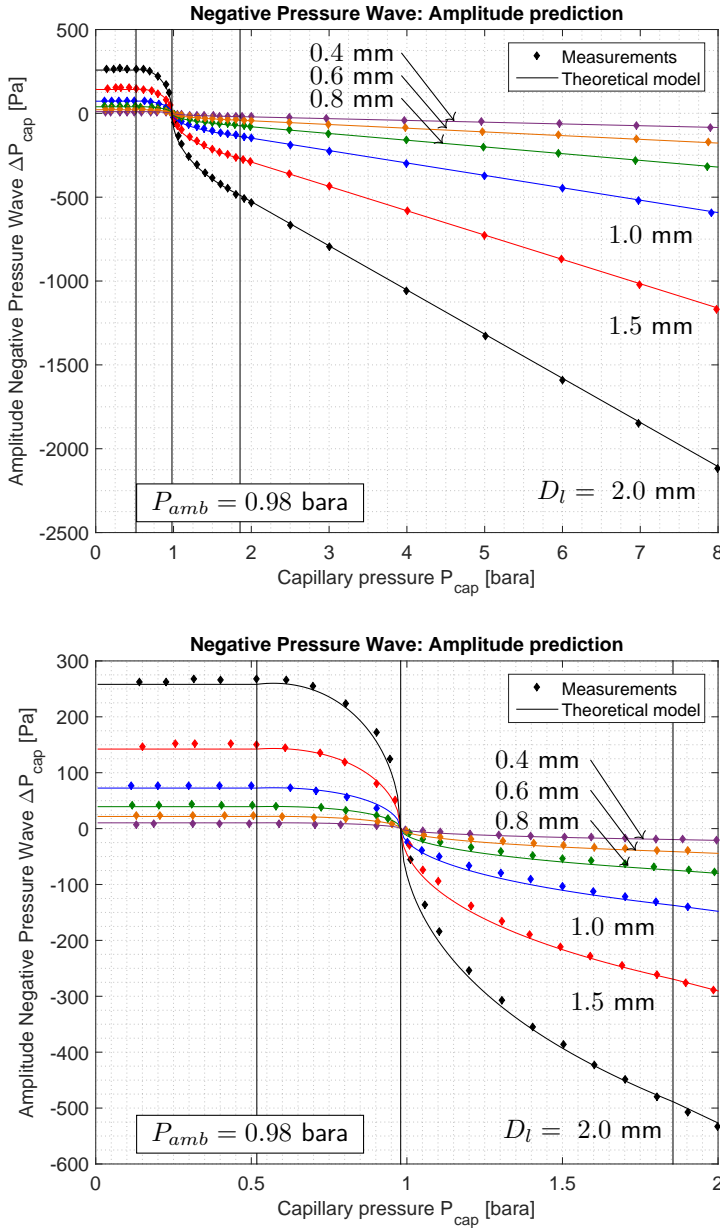 Negative Pressure Wave: Amplitude prediction
500
0
-500
-1000
-1500
-2000
-2500
Amplitude Negative Pressure Wave ΔP_cap [Pa]
0.4 mm
0.6 mm
0.8 mm
Measurements
Theoretical model
1.0 mm
1.5 mm
D_l = 2.0 mm
P_amb = 0.98 bara
0 1 2 3 4 5 6 7 8
Capillary pressure P_cap [bara]
Negative Pressure Wave: Amplitude prediction
300
200
100
0
-100
-200
-300
-400
-500
-600
Amplitude Negative Pressure Wave ΔP_cap [Pa]
Measurements
Theoretical model
0.4 mm
0.6 mm
0.8 mm
1.0 mm
1.5 mm
D_l = 2.0 mm
P_amb = 0.98 bara
0 0.5 1 1.5 2
Capillary pressure P_cap [bara]